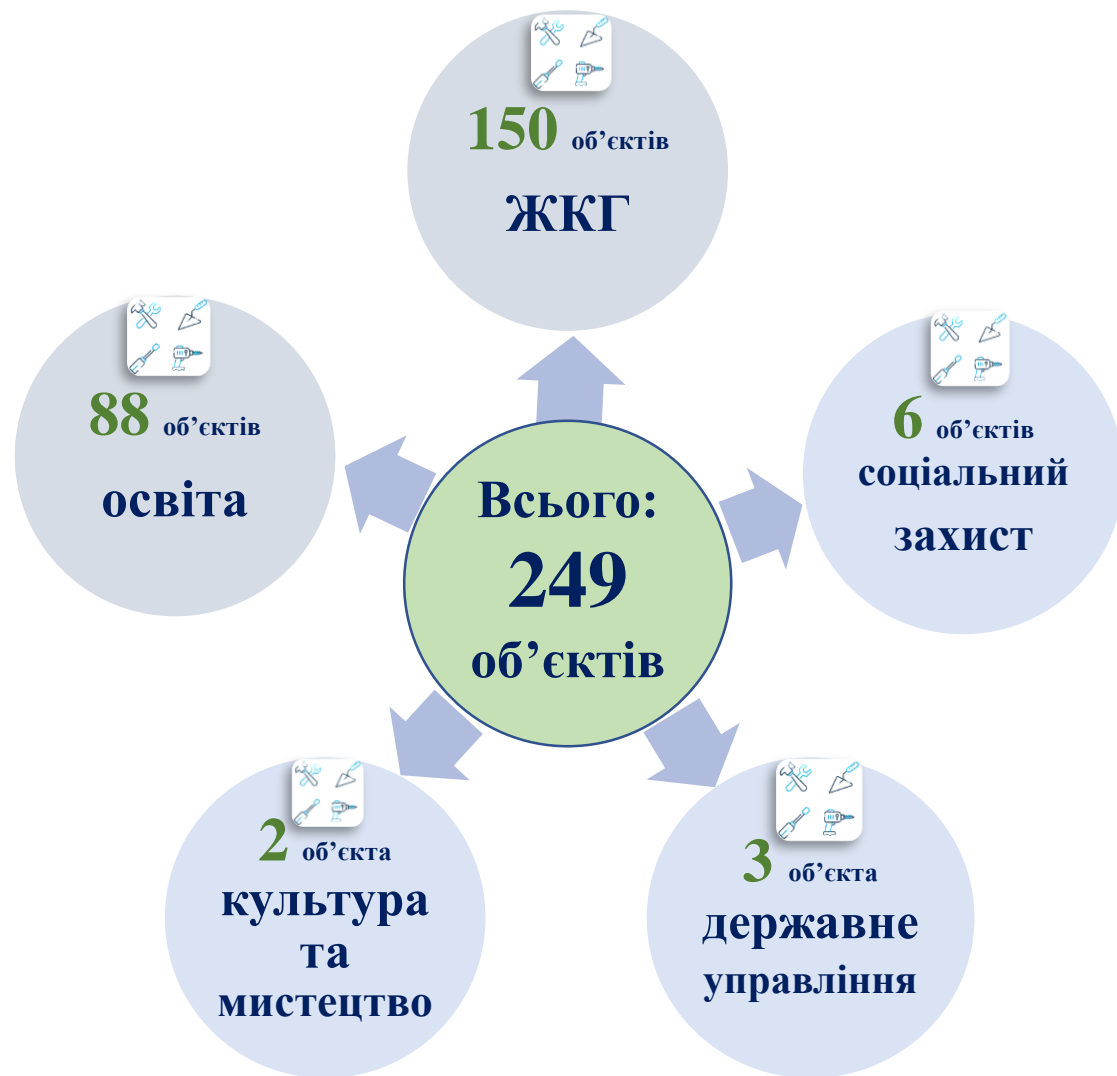 150 об’єктів
ЖКГ
88 об’єктів
освіта
6 об’єктів
соціальний
захист
Всього:
249
об’єктів
2 об’єкта
культура
та
мистецтво
3 об’єкта
державне
управління